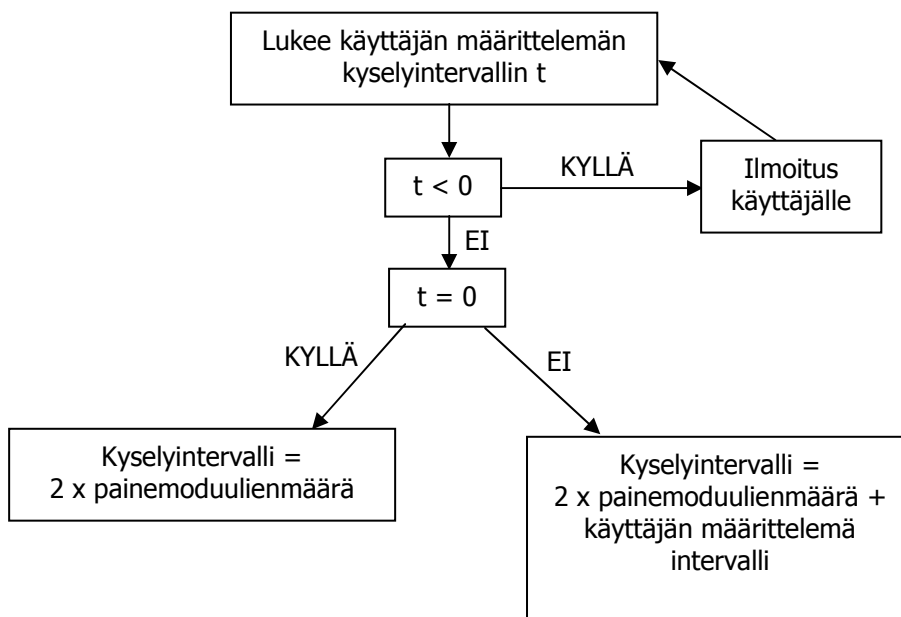 Lukee käyttäjän määrittelemän
kyselyintervallin t
t < 0
KYLLÄ
Ilmoitus
käyttäjälle
EI
t = 0
KYLLÄ
EI
Kyselyintervalli =
2 x painemoduulienmäärä
Kyselyintervalli =
2 x painemoduulienmäärä +
käyttäjän määrittelemä
intervalli